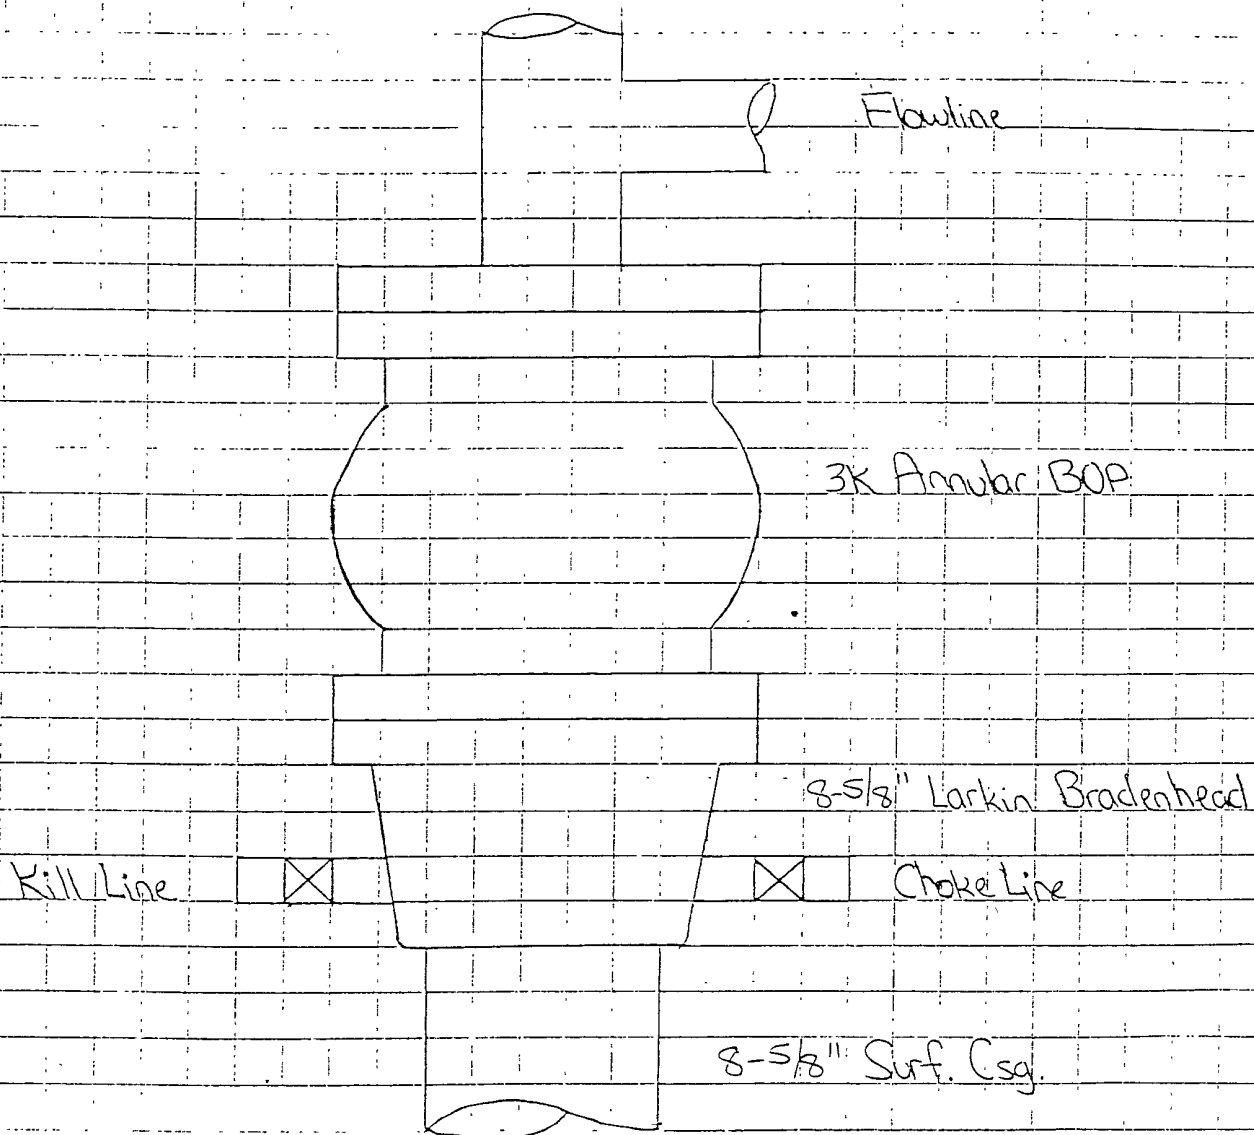 Flowline
3K Annular BOP
8-5/8" Larkin Bradenhead
Kill Line
Choke Line
8-5/8" Surf. Csg.